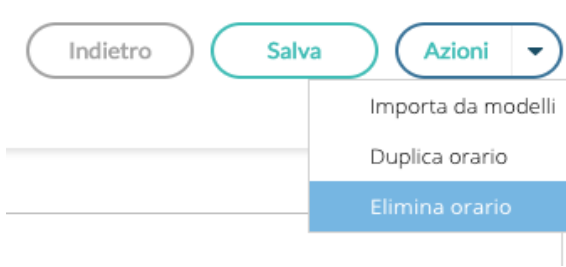 Indietro Salva Azioni
Importa da modelli
Duplica orario
Elimina orario